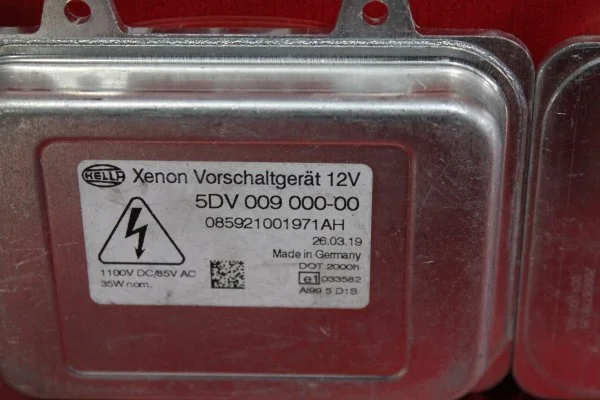 HELLA Xenon Vorschaltgerät 12V
5DV 009 000-00
085921001971AH
26.03.19
Made in Germany
DOT 2000h
1100V DC/85V AC
e1 033582
35W nom.
AI99.5 D1S